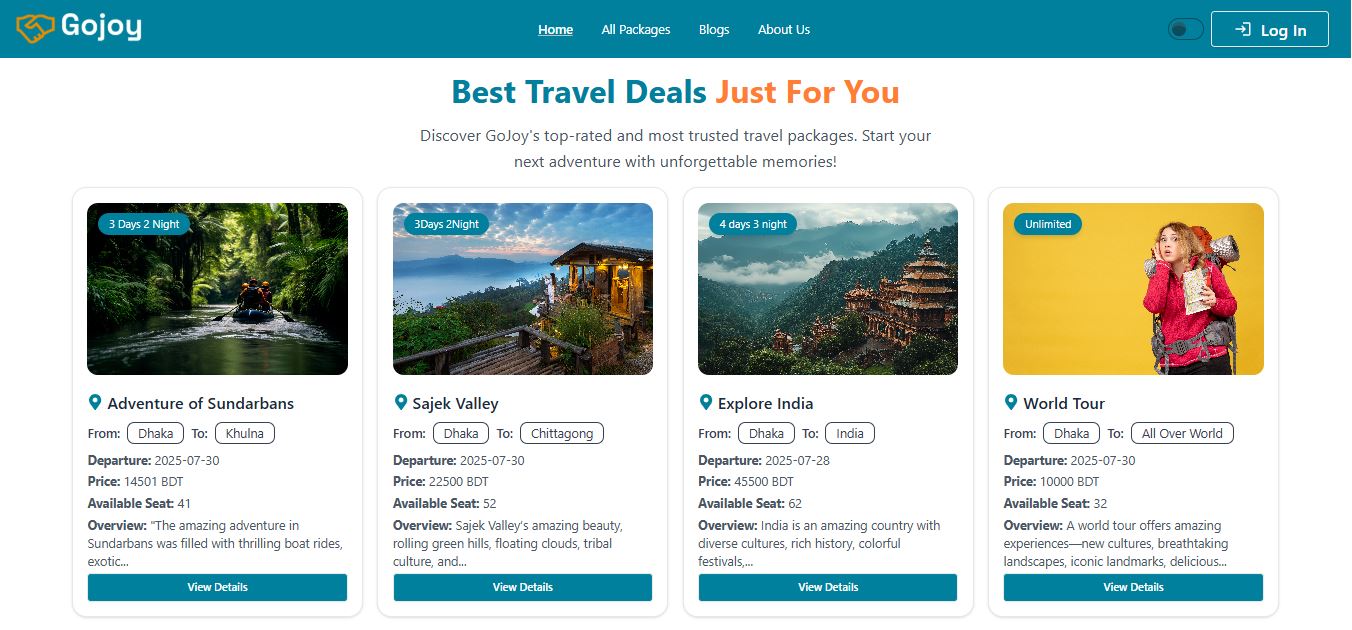 Gojoy
Home All Packages Blogs About Us
Log In
Best Travel Deals Just For You
Discover GoJoy's top-rated and most trusted travel packages. Start your
next adventure with unforgettable memories!
3 Days 2 Night
Adventure of Sundarbans
From: Dhaka To: Khulna
Departure: 2025-07-30
Price: 14501 BDT
Available Seat: 41
Overview: "The amazing adventure in
Sundarbans was filled with thrilling boat rides,
exotic...
View Details
3Days 2Night
Sajek Valley
From: Dhaka To: Chittagong
Departure: 2025-07-30
Price: 22500 BDT
Available Seat: 52
Overview: Sajek Valley's amazing beauty,
rolling green hills, floating clouds, tribal
culture, and...
View Details
4 days 3 night
Explore India
From: Dhaka To: India
Departure: 2025-07-28
Price: 45500 BDT
Available Seat: 62
Overview: India is an amazing country with
diverse cultures, rich history, colorful
festivals,...
View Details
Unlimited
World Tour
From: Dhaka To: All Over World
Departure: 2025-07-30
Price: 10000 BDT
Available Seat: 32
Overview: A world tour offers amazing
experiences—new cultures, breathtaking
landscapes, iconic landmarks, delicious...
View Details